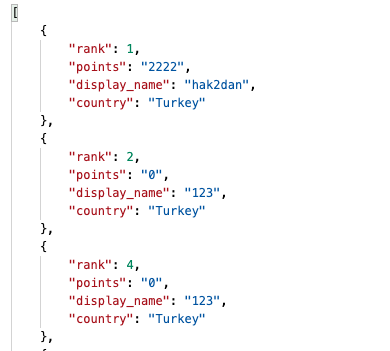 [
{
"rank": 1,
"points": "2222",
"display_name": "hak2dan",
"country": "Turkey"
},
{
"rank": 2,
"points": "0",
"display_name": "123",
"country": "Turkey"
},
{
"rank": 4,
"points": "0",
"display_name": "123",
"country": "Turkey"
},